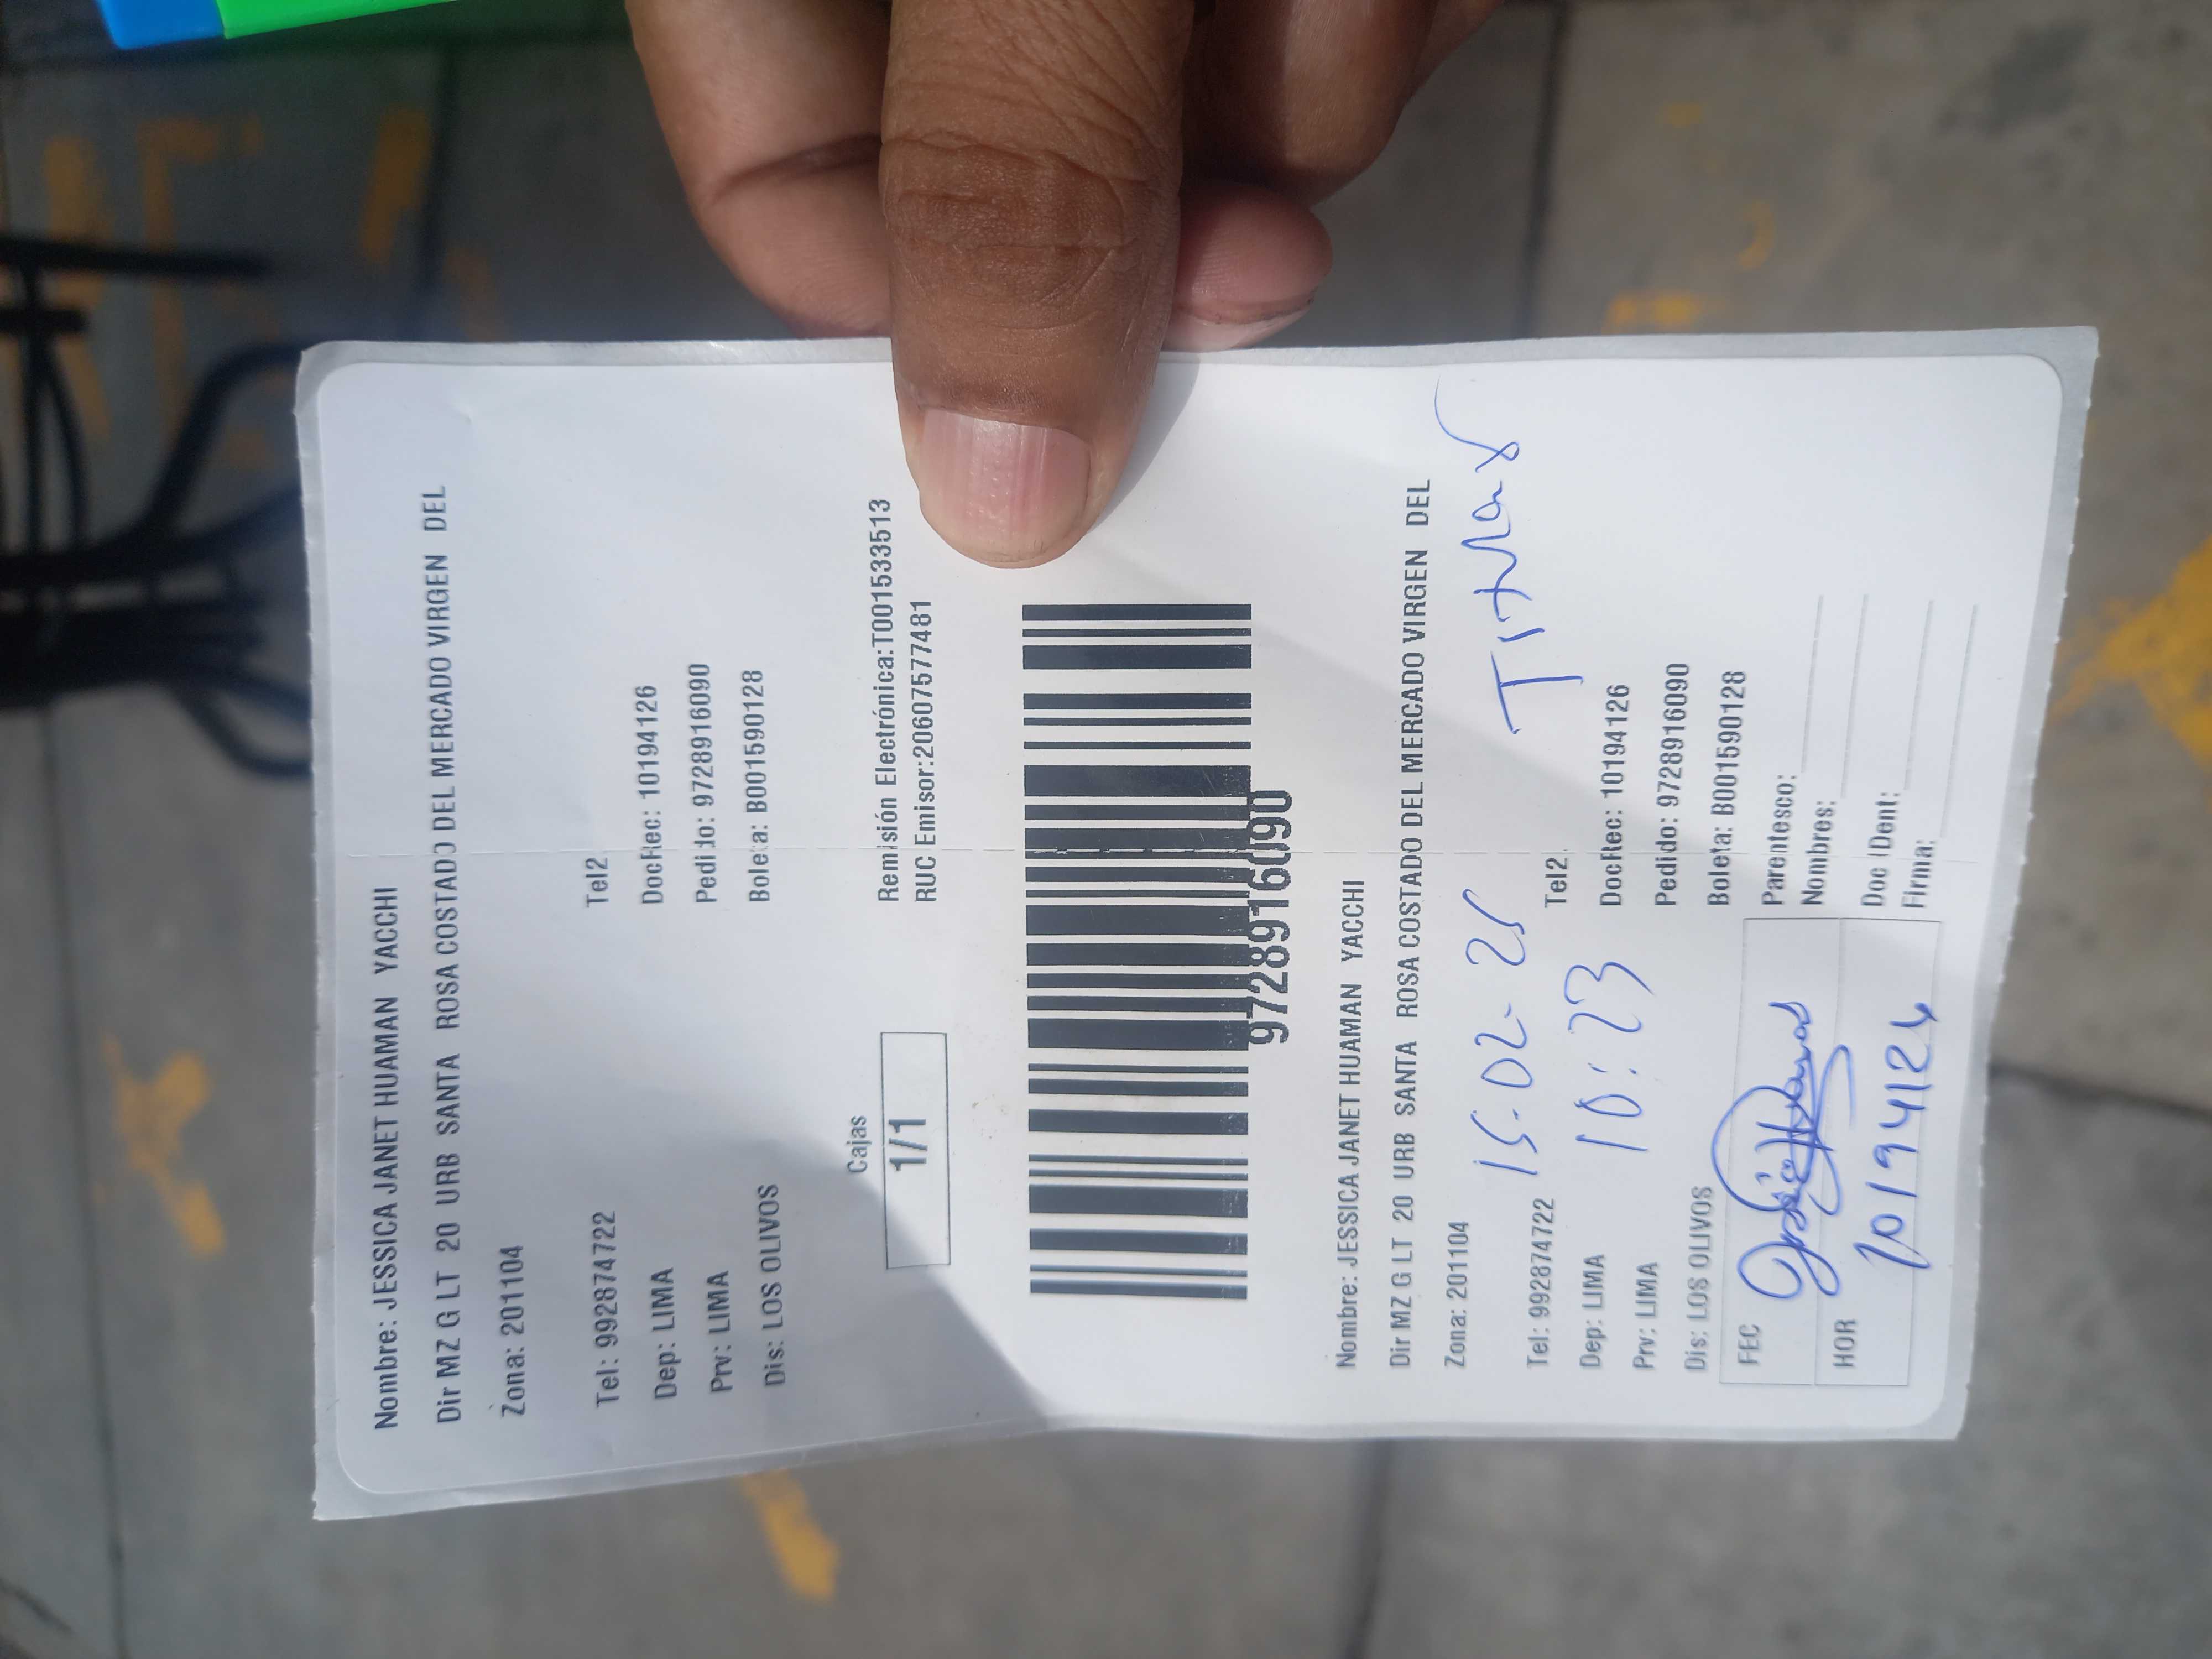 Nombre: JESSICA JANET HUAMAN YACCHI
Dir MZ G LT 20 URB SANTA ROSA COSTADO DEL MERCADO VIRGEN DEL
Zona: 201104
Tel: 992874722 Tel2
Dep: LIMA DocRec: 10194126
Prv: LIMA Pedido: 9728916090
Dis: LOS OLIVOS Boleta: B001590128
Cajas
1/1
Remisión Electrónica:T001533513
RUC Emisor:20607577481
9728916090
Nombre: JESSICA JANET HUAMAN YACCHI
Dir MZ G LT 20 URB SANTA ROSA COSTADO DEL MERCADO VIRGEN DEL
Zona: 201104 15-02-25
Tel: 992874722 Tel2
10:23
Dep: LIMA DocRec: 10194126
Prv: LIMA Pedido: 9728916090
Dis: LOS OLIVOS Boleta: B001590128
FEC
HOR 10194126
Parentesco:
Nombres:
Doc IDent:
Firma: